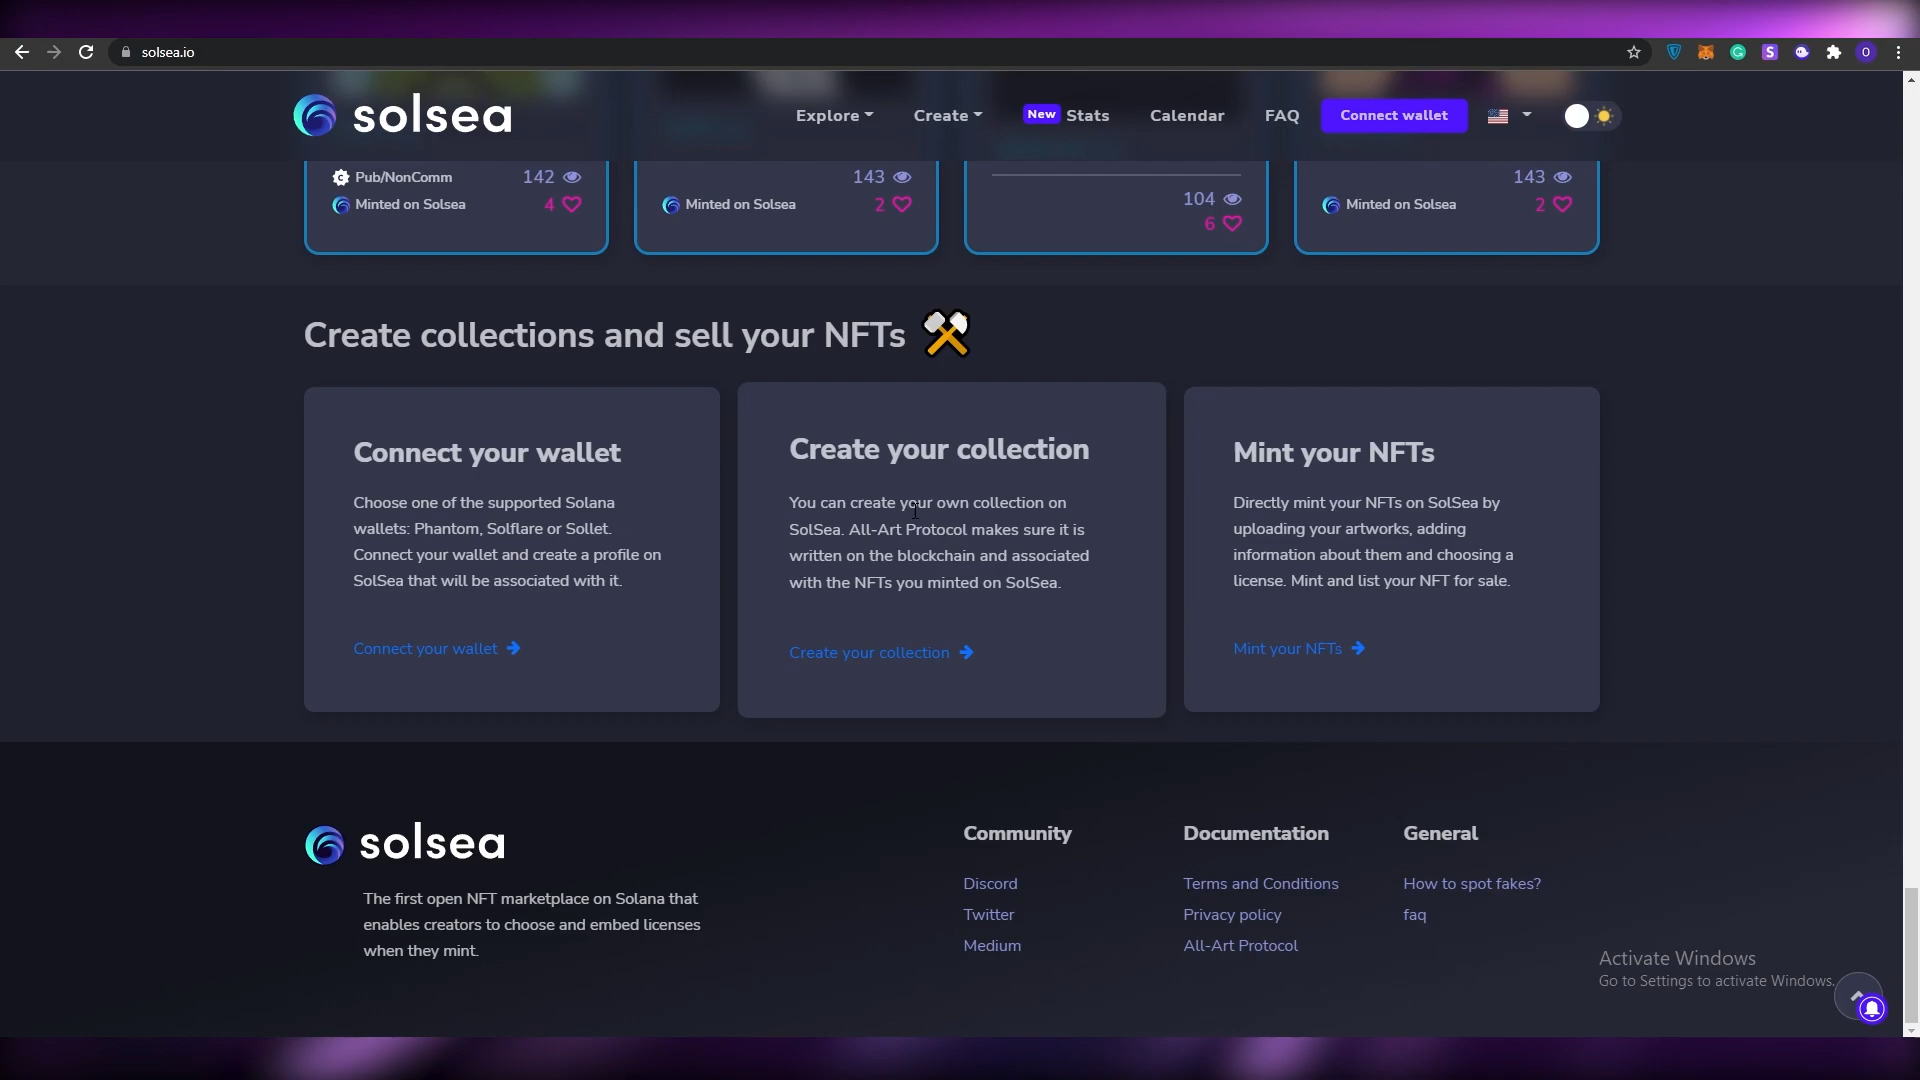 solsea.io
solsea
Explore
Create
New Stats
Calendar
FAQ
Connect wallet
Pub/NonComm 142
Minted on Solsea 4
143
Minted on Solsea 2
104
6
143
Minted on Solsea 2
Create collections and sell your NFTs
Connect your wallet
Choose one of the supported Solana
wallets: Phantom, Solflare or Sollet.
Connect your wallet and create a profile on
SolSea that will be associated with it.
Connect your wallet
Create your collection
You can create your own collection on
SolSea. All-Art Protocol makes sure it is
written on the blockchain and associated
with the NFTs you minted on SolSea.
Create your collection
Mint your NFTs
Directly mint your NFTs on SolSea by
uploading your artworks, adding
information about them and choosing a
license. Mint and list your NFT for sale.
Mint your NFTs
solsea
The first open NFT marketplace on Solana that
enables creators to choose and embed licenses
when they mint.
Community
Discord
Twitter
Medium
Documentation
Terms and Conditions
Privacy policy
All-Art Protocol
General
How to spot fakes?
faq
Activate Windows
Go to Settings to activate Windows.